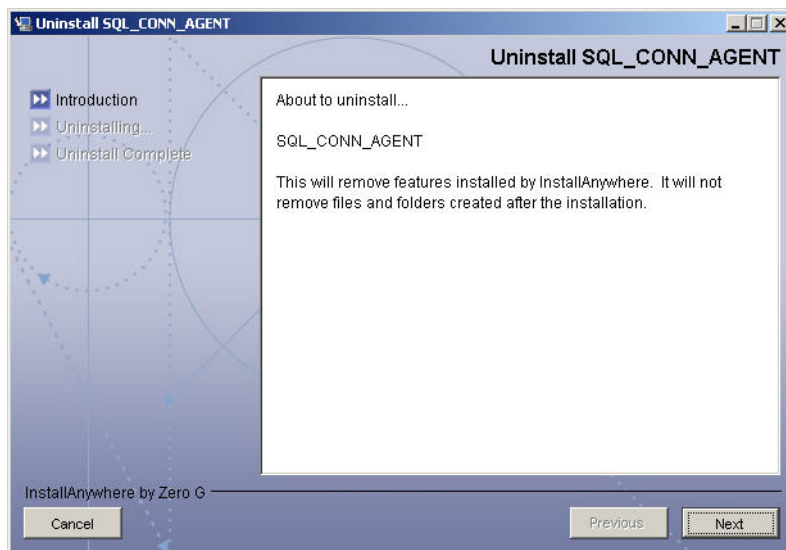 Uninstall SQL_CONN_AGENT
Uninstall SQL_CONN_AGENT
Introduction
Uninstalling...
Uninstall Complete
About to uninstall...
SQL_CONN_AGENT
This will remove features installed by InstallAnywhere.  It will not
remove files and folders created after the installation.
InstallAnywhere by Zero G
Cancel
Previous
Next